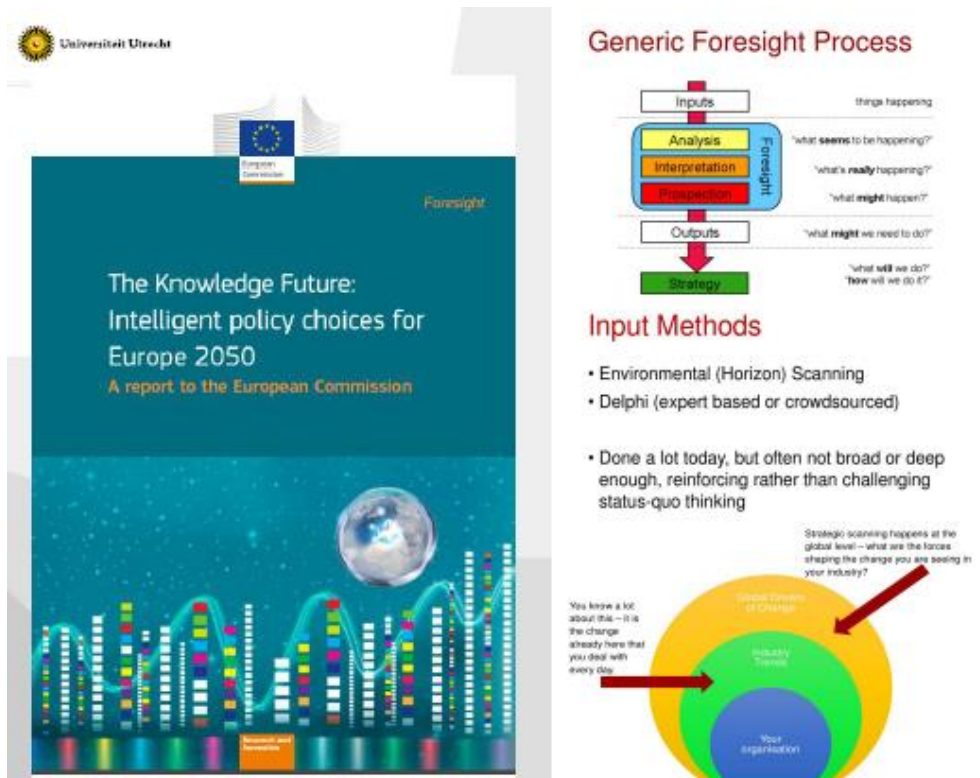 Universiteit Utrecht
European
Commission
Foresight
The Knowledge Future:
Intelligent policy choices for
Europe 2050
A report to the European Commission
Research and
Innovation
Generic Foresight Process
Inputs
things happening
Analysis
"what seems to be happening?"
Interpretation
"what's really happening?"
Prospection
"what might happen?"
Foresight
Outputs
"what might we need to do?"
Strategy
"what will we do?"
"how will we do it?"
Input Methods
• Environmental (Horizon) Scanning
• Delphi (expert based or crowdsourced)
• Done a lot today, but often not broad or deep
enough, reinforcing rather than challenging
status-quo thinking
Strategic scanning happens at the
global level – what are the forces
shaping the change you are seeing in
your industry?
You know a lot
about this – it is
the change
already here that
you deal with
every day
Global Drivers
of Change
Industry
Trends
Your
organisation